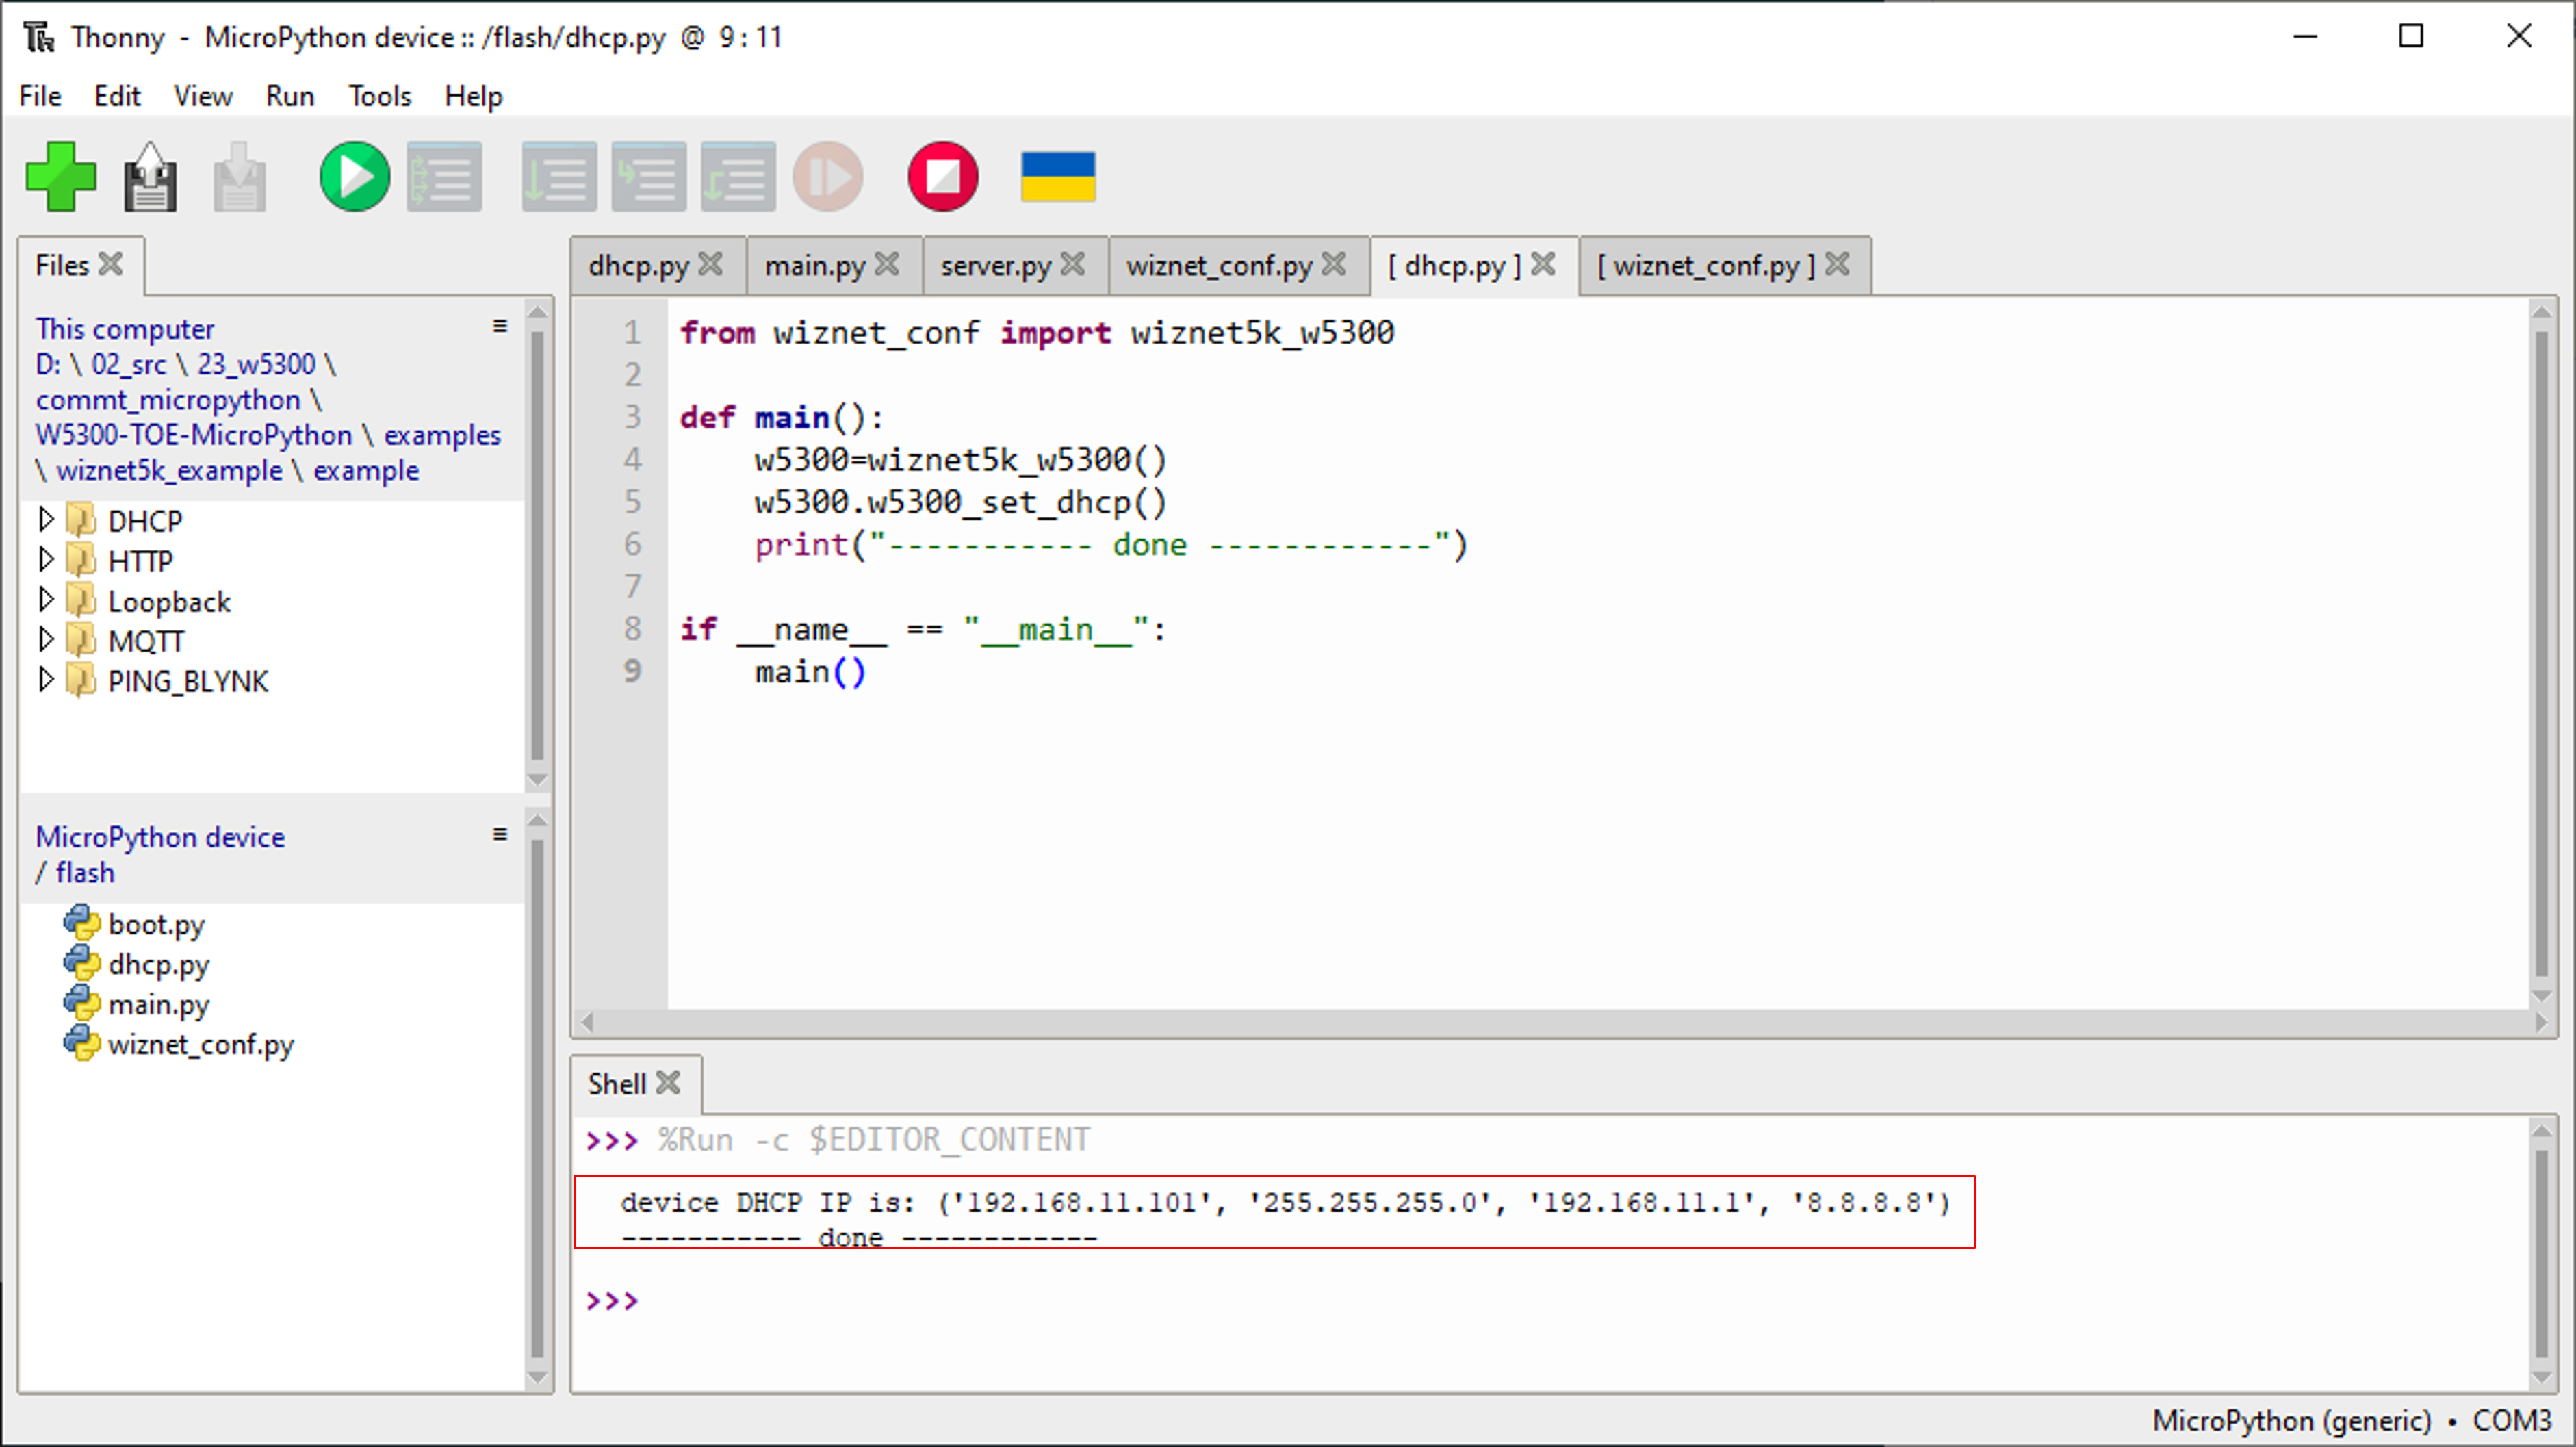 Thonny - MicroPython device :: /flash/dhcp.py @ 9 : 11
File Edit View Run Tools Help
Files
This computer
D: \ 02_src \ 23_w5300 \
commt_micropython \
W5300-TOE-MicroPython \ examples
\ wiznet5k_example \ example
DHCP
HTTP
Loopback
MQTT
PING_BLYNK
MicroPython device
/ flash
boot.py
dhcp.py
main.py
wiznet_conf.py
dhcp.py main.py server.py wiznet_conf.py [ dhcp.py ] [ wiznet_conf.py ]
1 from wiznet_conf import wiznet5k_w5300
2
3 def main():
4     w5300=wiznet5k_w5300()
5     w5300.w5300_set_dhcp()
6     print("----------- done ------------")
7
8 if __name__ == "__main__":
9     main()
Shell
>>> %Run -c $EDITOR_CONTENT
device DHCP IP is: ('192.168.11.101', '255.255.255.0', '192.168.11.1', '8.8.8.8')
----------- done ------------
>>>
MicroPython (generic) • COM3